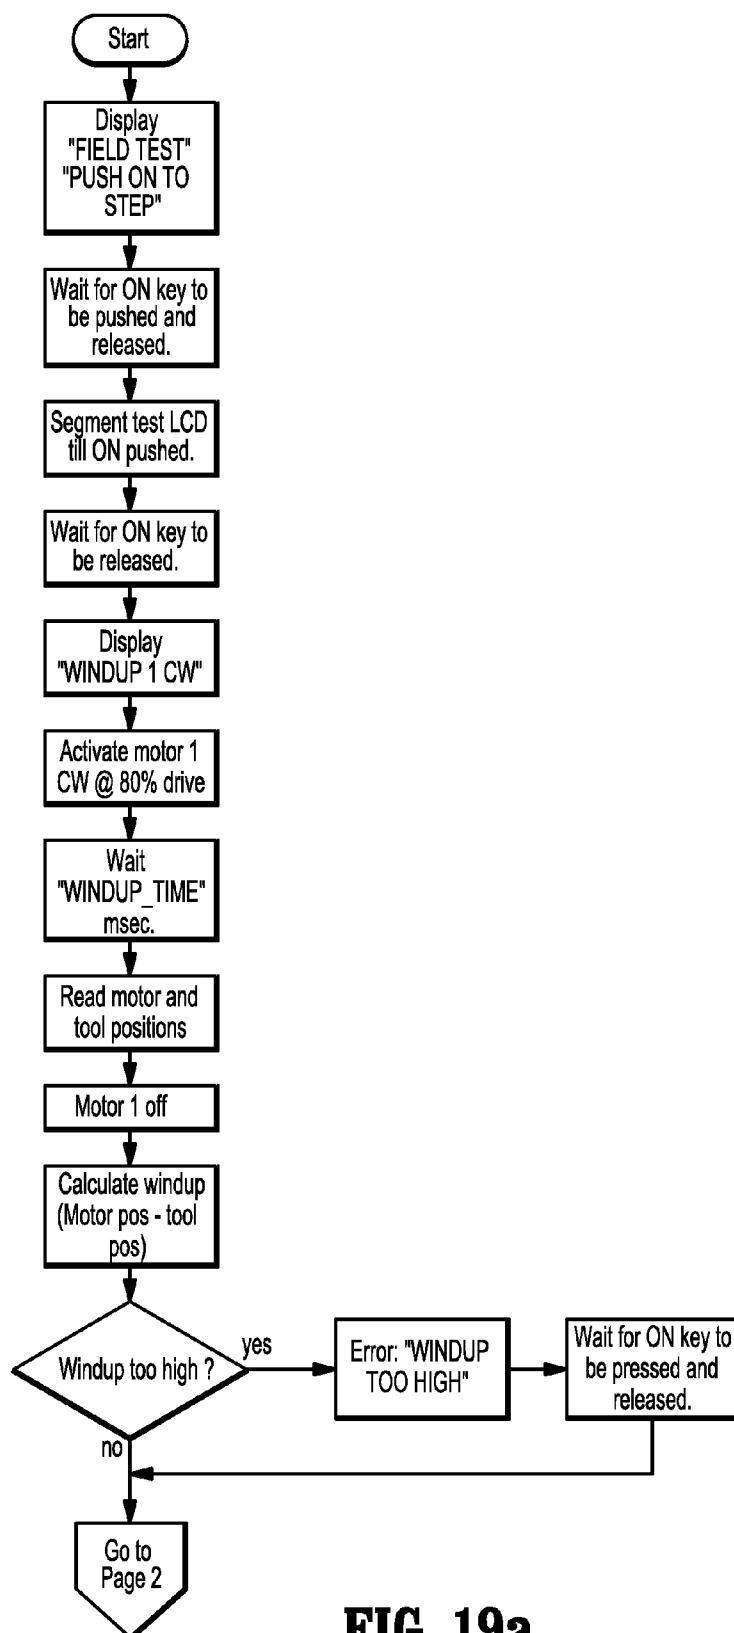 Start
Display
"FIELD TEST"
"PUSH ON TO
STEP"
Wait for ON key to
be pushed and
released.
Segment test LCD
till ON pushed.
Wait for ON key to
be released.
Display
"WINDUP 1 CW"
Activate motor 1
CW @ 80% drive
Wait
"WINDUP_TIME"
msec.
Read motor and
tool positions
Motor 1 off
Calculate windup
(Motor pos - tool
pos)
Windup too high ?
yes
Error: "WINDUP
TOO HIGH"
Wait for ON key to
be pressed and
released.
no
Go to
Page 2
FIG. 19a